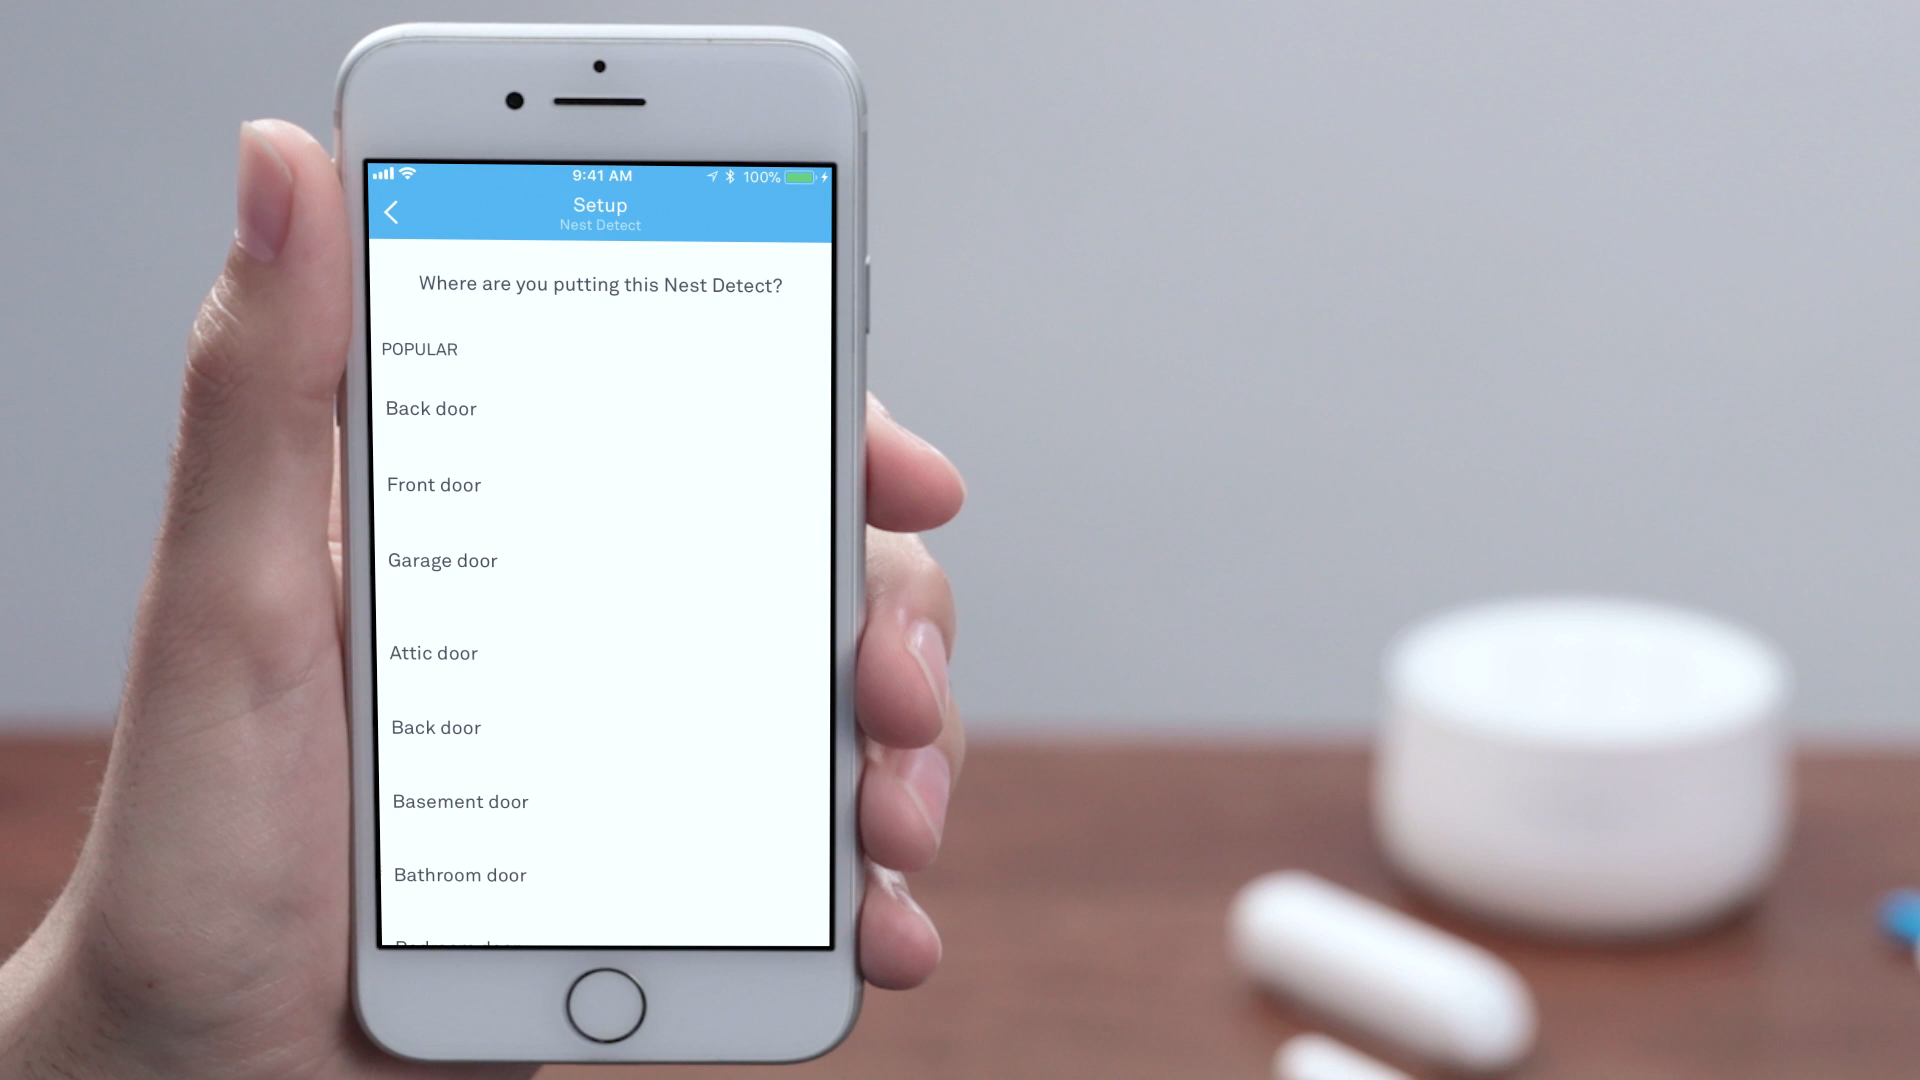 9:41 AM 100%
Setup
Nest Detect
Where are you putting this Nest Detect?
POPULAR
Back door
Front door
Garage door
Attic door
Back door
Basement door
Bathroom door